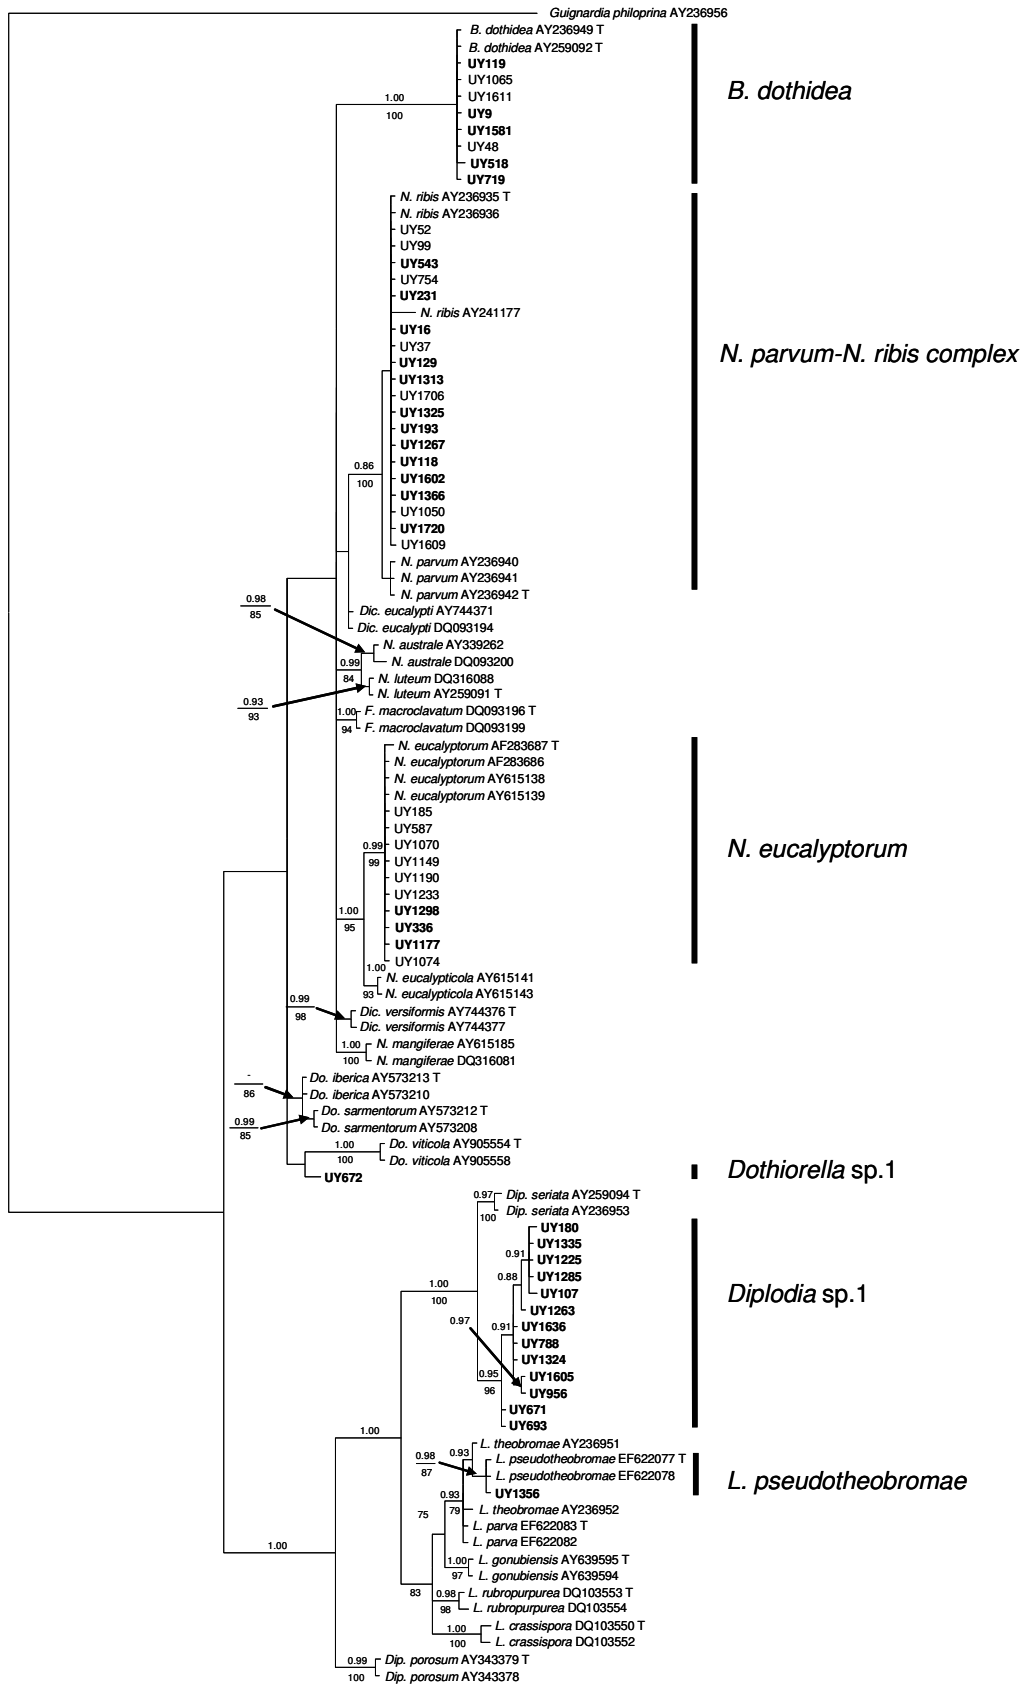 Guignardia philoprina AY236956
B. dothidea AY236949 T
B. dothidea AY259092 T
UY119
UY1065
UY1611
UY9
UY1581
UY48
UY518
UY719
1.00
100
B. dothidea
N. ribis AY236935 T
N. ribis AY236936
UY52
UY99
UY543
UY754
UY231
N. ribis AY241177
UY16
UY37
UY129
UY1313
UY1706
UY1325
UY193
UY1267
UY118
UY1602
UY1366
UY1050
UY1720
UY1609
N. parvum AY236940
N. parvum AY236941
N. parvum AY236942 T
0.86
100
N. parvum-N. ribis complex
Dic. eucalypti AY744371
Dic. eucalypti DQ093194
0.98
85
N. australe AY339262
N. australe DQ093200
0.99
84
N. luteum DQ316088
N. luteum AY259091 T
0.93
93
F. macroclavatum DQ093196 T
F. macroclavatum DQ093199
1.00
94
N. eucalyptorum AF283687 T
N. eucalyptorum AF283686
N. eucalyptorum AY615138
N. eucalyptorum AY615139
UY185
UY587
UY1070
UY1149
UY1190
UY1233
UY1298
UY336
UY1177
UY1074
0.99
99
N. eucalyptorum
1.00
95
1.00
93
N. eucalypticola AY615141
N. eucalypticola AY615143
0.99
98
Dic. versiformis AY744376 T
Dic. versiformis AY744377
1.00
100
N. mangiferae AY615185
N. mangiferae DQ316081
-
86
Do. iberica AY573213 T
Do. iberica AY573210
0.99
85
Do. sarmentorum AY573212 T
Do. sarmentorum AY573208
1.00
100
Do. viticola AY905554 T
Do. viticola AY905558
UY672
Dothiorella sp.1
0.97
100
Dip. seriata AY259094 T
Dip. seriata AY236953
UY180
UY1335
UY1225
UY1285
UY107
UY1263
UY1636
UY788
UY1324
UY1605
UY956
UY671
UY693
0.91
0.88
0.91
0.97
0.95
96
1.00
100
Diplodia sp.1
1.00
L. theobromae AY236951
L. pseudotheobromae EF622077 T
L. pseudotheobromae EF622078
UY1356
0.93
0.98
87
L. pseudotheobromae
L. theobromae AY236952
L. parva EF622083 T
L. parva EF622082
0.93
79
75
L. gonubiensis AY639595 T
L. gonubiensis AY639594
1.00
97
1.00
83
L. rubropurpurea DQ103553 T
L. rubropurpurea DQ103554
0.98
98
L. crassispora DQ103550 T
L. crassispora DQ103552
1.00
100
Dip. porosum AY343379 T
Dip. porosum AY343378
0.99
100